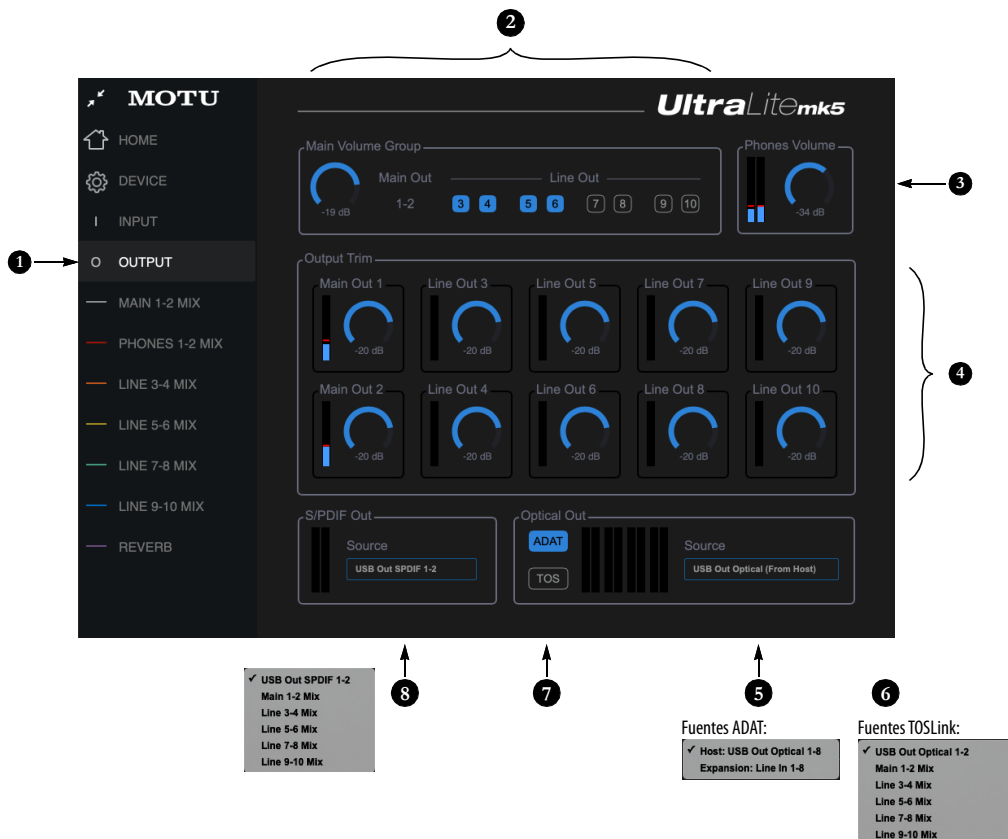 2
MOTU
UltraLite mk5
HOME
DEVICE
I INPUT
O OUTPUT
MAIN 1-2 MIX
PHONES 1-2 MIX
LINE 3-4 MIX
LINE 5-6 MIX
LINE 7-8 MIX
LINE 9-10 MIX
REVERB
1
Main Volume Group
-19 dB
Main Out
1-2
Line Out
3 4 5 6 7 8 9 10
Phones Volume
-34 dB
3
Output Trim
Main Out 1 Line Out 3 Line Out 5 Line Out 7 Line Out 9
-20 dB -20 dB -20 dB -20 dB -20 dB
Main Out 2 Line Out 4 Line Out 6 Line Out 8 Line Out 10
-20 dB -20 dB -20 dB -20 dB -20 dB
4
S/PDIF Out
Source
USB Out SPDIF 1-2
Optical Out
ADAT
TOS
Source
USB Out Optical (From Host)
8
7
5
6
✓ USB Out SPDIF 1-2
Main 1-2 Mix
Line 3-4 Mix
Line 5-6 Mix
Line 7-8 Mix
Line 9-10 Mix
Fuentes ADAT:
✓ Host: USB Out Optical 1-8
Expansion: Line In 1-8
Fuentes TOSLink:
✓ USB Out Optical 1-2
Main 1-2 Mix
Line 3-4 Mix
Line 5-6 Mix
Line 7-8 Mix
Line 9-10 Mix